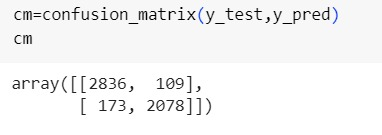 cm=confusion_matrix(y_test,y_pred)
cm
array([[2836,  109],
       [ 173, 2078]])